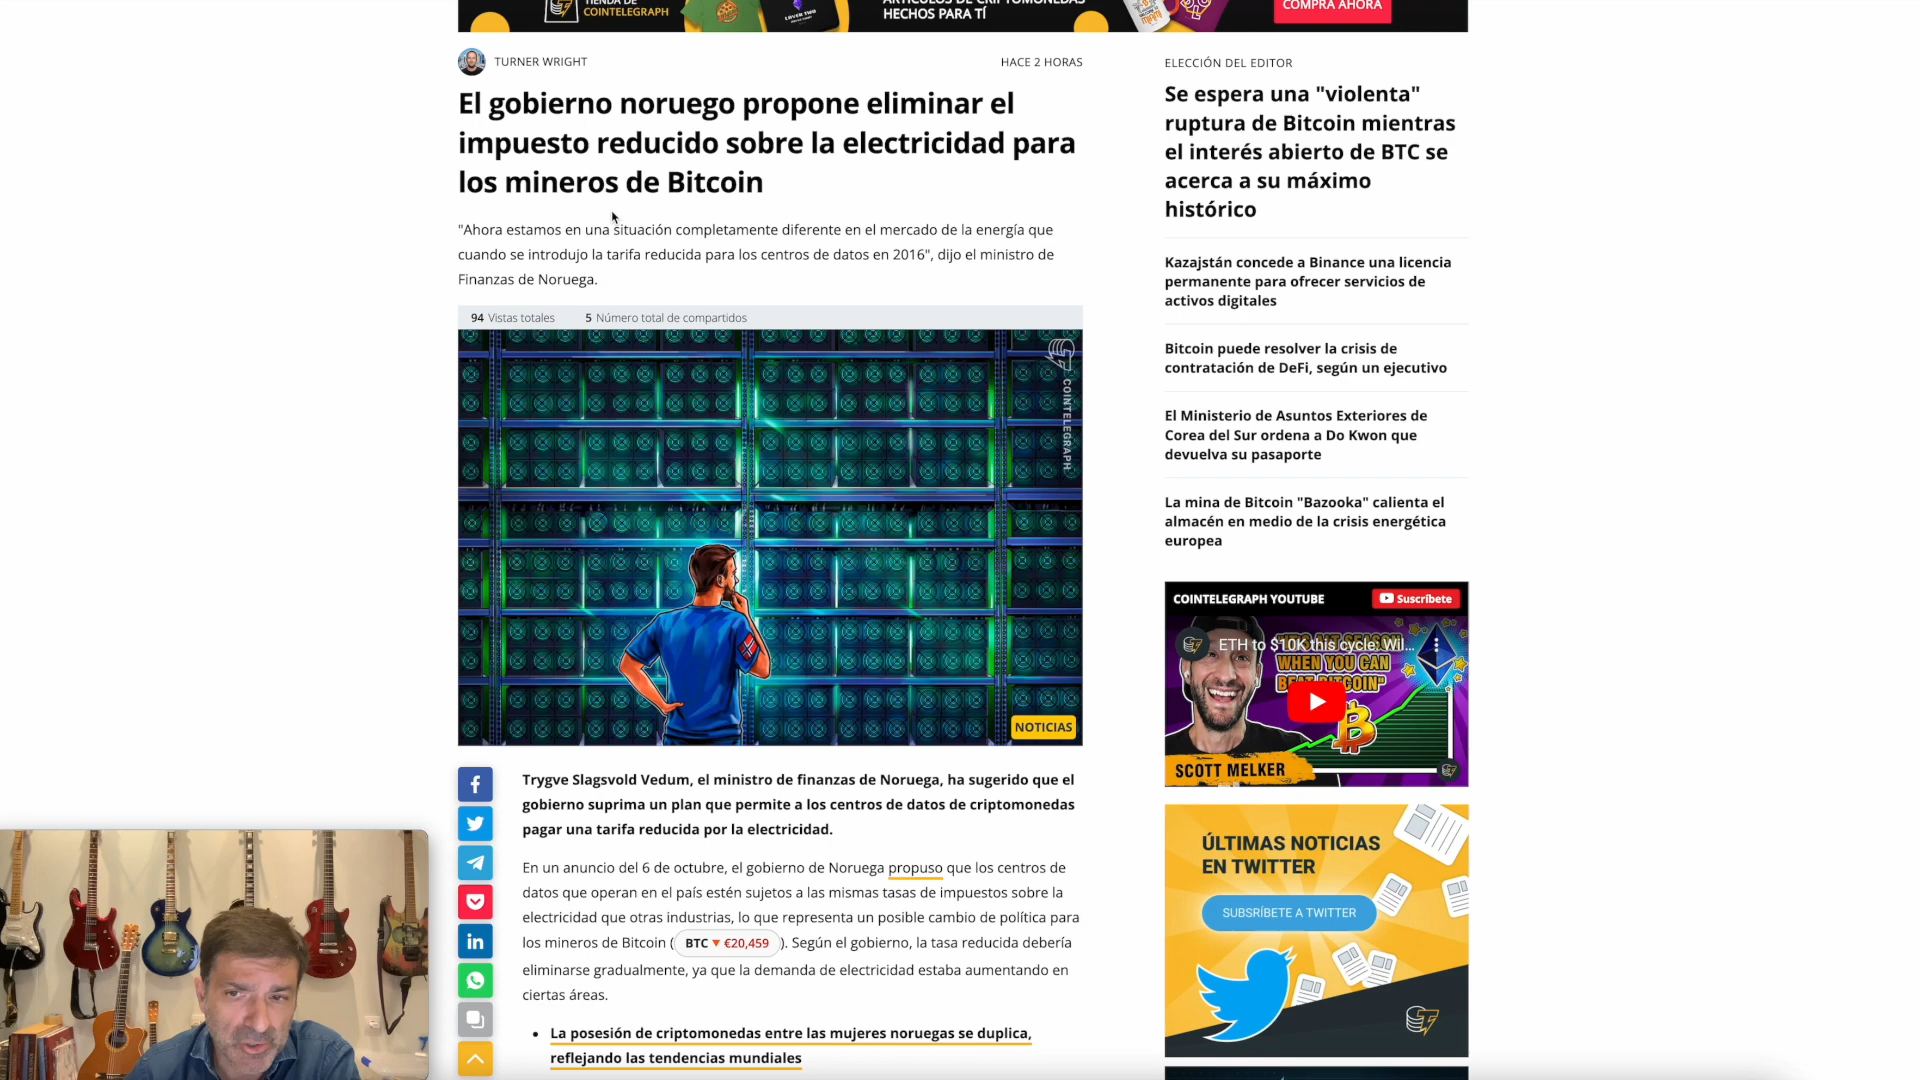 TIENDA DE
COINTELEGRAPH
ARTÍCULOS DE CRIPTOMONEDAS
HECHOS PARA TÍ
COMPRA AHORA
TURNER WRIGHT
HACE 2 HORAS
El gobierno noruego propone eliminar el
impuesto reducido sobre la electricidad para
los mineros de Bitcoin
"Ahora estamos en una situación completamente diferente en el mercado de la energía que
cuando se introdujo la tarifa reducida para los centros de datos en 2016", dijo el ministro de
Finanzas de Noruega.
94 Vistas totales
5 Número total de compartidos
COINTELEGRAPH
NOTICIAS
Trygve Slagsvold Vedum, el ministro de finanzas de Noruega, ha sugerido que el
gobierno suprima un plan que permite a los centros de datos de criptomonedas
pagar una tarifa reducida por la electricidad.
En un anuncio del 6 de octubre, el gobierno de Noruega propuso que los centros de
datos que operan en el país estén sujetos a las mismas tasas de impuestos sobre la
electricidad que otras industrias, lo que representa un posible cambio de política para
los mineros de Bitcoin ( BTC ▼ €20,459 ). Según el gobierno, la tasa reducida debería
eliminarse gradualmente, ya que la demanda de electricidad estaba aumentando en
ciertas áreas.
• La posesión de criptomonedas entre las mujeres noruegas se duplica,
reflejando las tendencias mundiales
ELECCIÓN DEL EDITOR
Se espera una "violenta"
ruptura de Bitcoin mientras
el interés abierto de BTC se
acerca a su máximo
histórico
Kazajstán concede a Binance una licencia
permanente para ofrecer servicios de
activos digitales
Bitcoin puede resolver la crisis de
contratación de DeFi, según un ejecutivo
El Ministerio de Asuntos Exteriores de
Corea del Sur ordena a Do Kwon que
devuelva su pasaporte
La mina de Bitcoin "Bazooka" calienta el
almacén en medio de la crisis energética
europea
COINTELEGRAPH YOUTUBE
Suscríbete
ETH to $10K this cycle: Wil...
WHEN YOU CAN
BEAT BITCOIN"
SCOTT MELKER
ÚLTIMAS NOTICIAS
EN TWITTER
SUBSRÍBETE A TWITTER